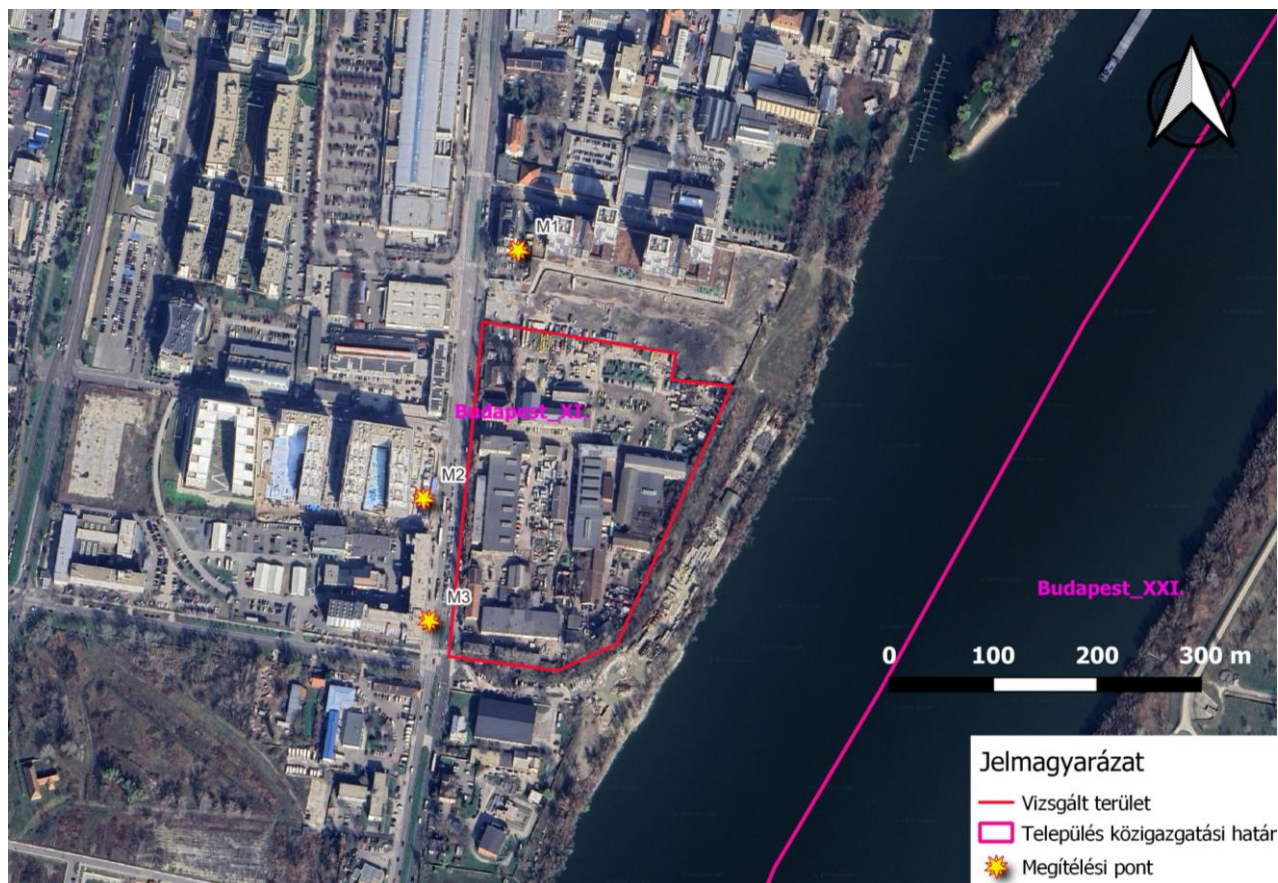 M1
Budapest_XI.
M2
M3
Budapest_XXI.
0 100 200 300 m
Jelmagyarázat
Vizsgált terület
Település közigazgatási határ
Megítélési pont